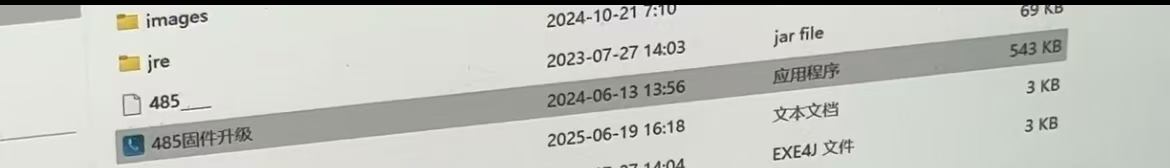 images
jre 2024-10-21 7:10
485___ 2023-07-27 14:03 jar file 69 KB
485固件升级 2024-06-13 13:56 应用程序 543 KB
2025-06-19 16:18 文本文档 3 KB
14:04 EXE4J 文件 3 KB